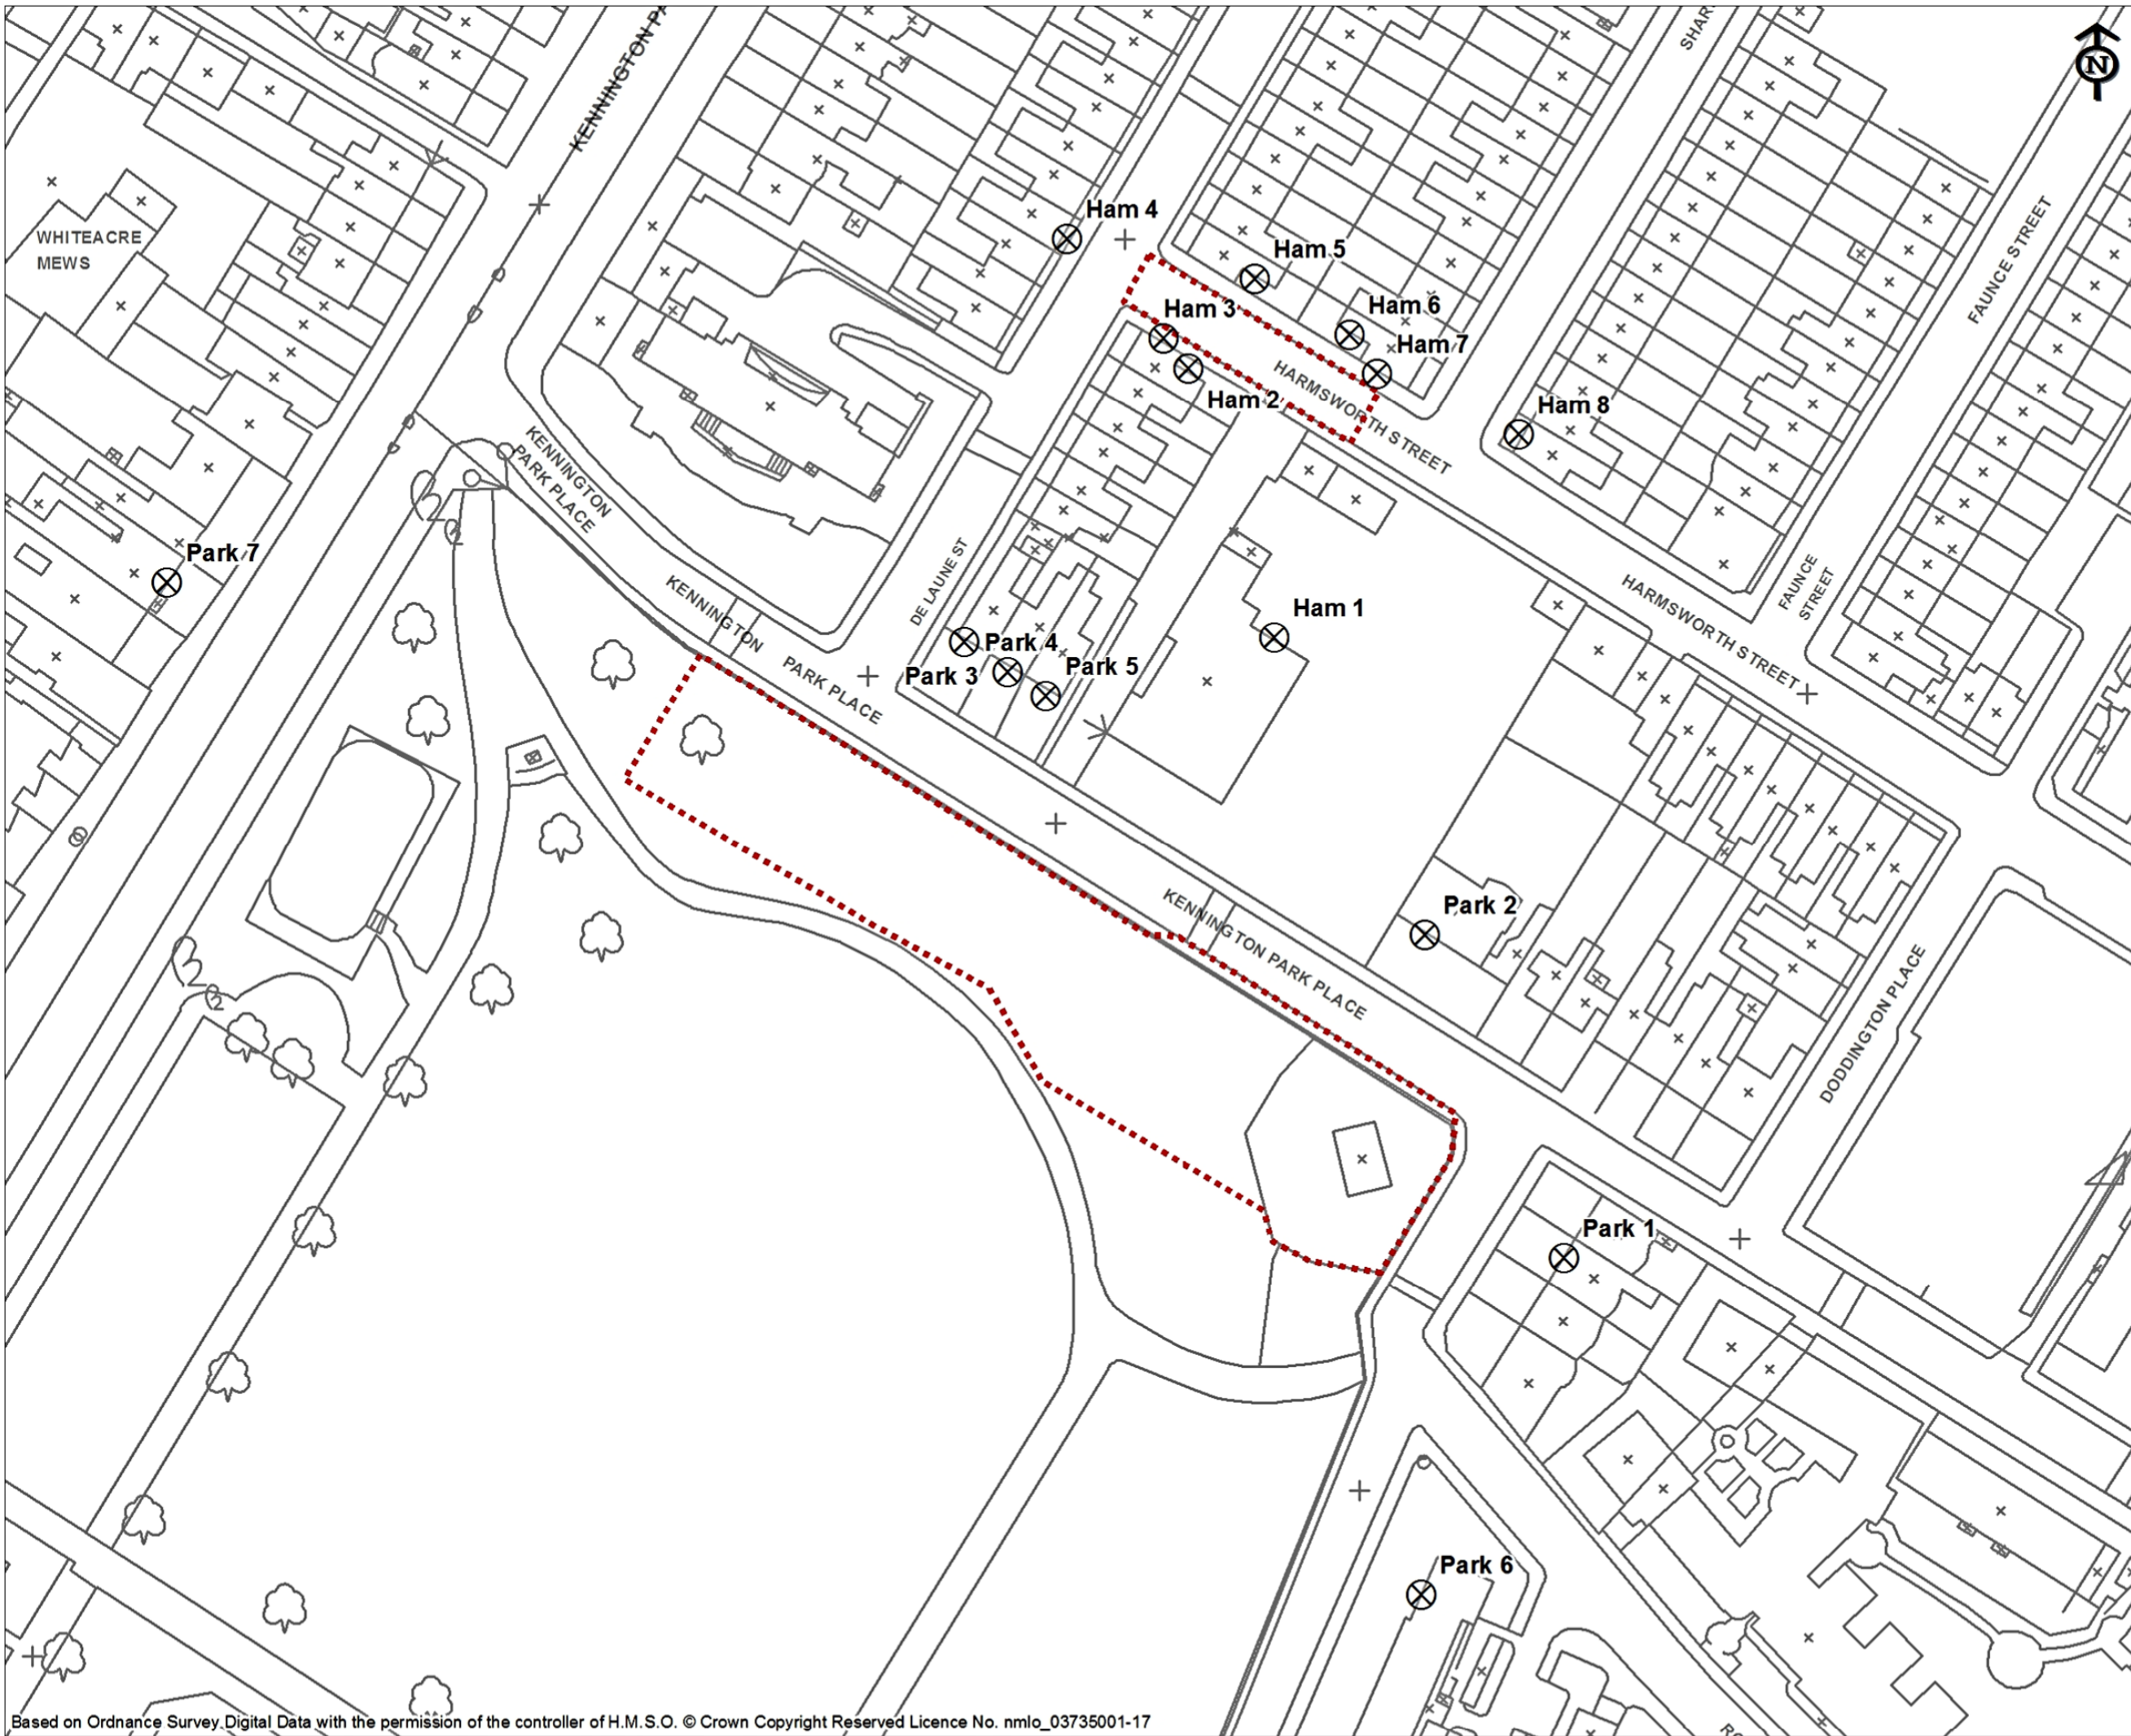 KENNINGTON PA
SHAR
N
WHITEACRE
MEWS
Ham 4
Ham 5
FAUNCE STREET
Ham 3
Ham 6
Ham 7
HARMSWORTH STREET
Ham 2
Ham 8
KENNINGTON
PARK PLACE
Park 7
DE LAUNE ST
KENNINGTON
PARK PLACE
FAUNCE
STREET
HARMSWORTH STREET
Ham 1
Park 4
Park 3
Park 5
KENNINGTON PARK PLACE
Park 2
DODDINGTON PLACE
Park 1
Park 6
RO
Based on Ordnance Survey Digital Data with the permission of the controller of H.M.S.O. © Crown Copyright Reserved Licence No. nmlo_03735001-17